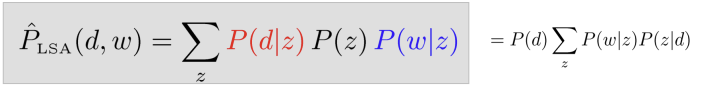 P̂_LSA(d, w) = ∑_z P(d|z) P(z) P(w|z) = P(d) ∑_z P(w|z)P(z|d)